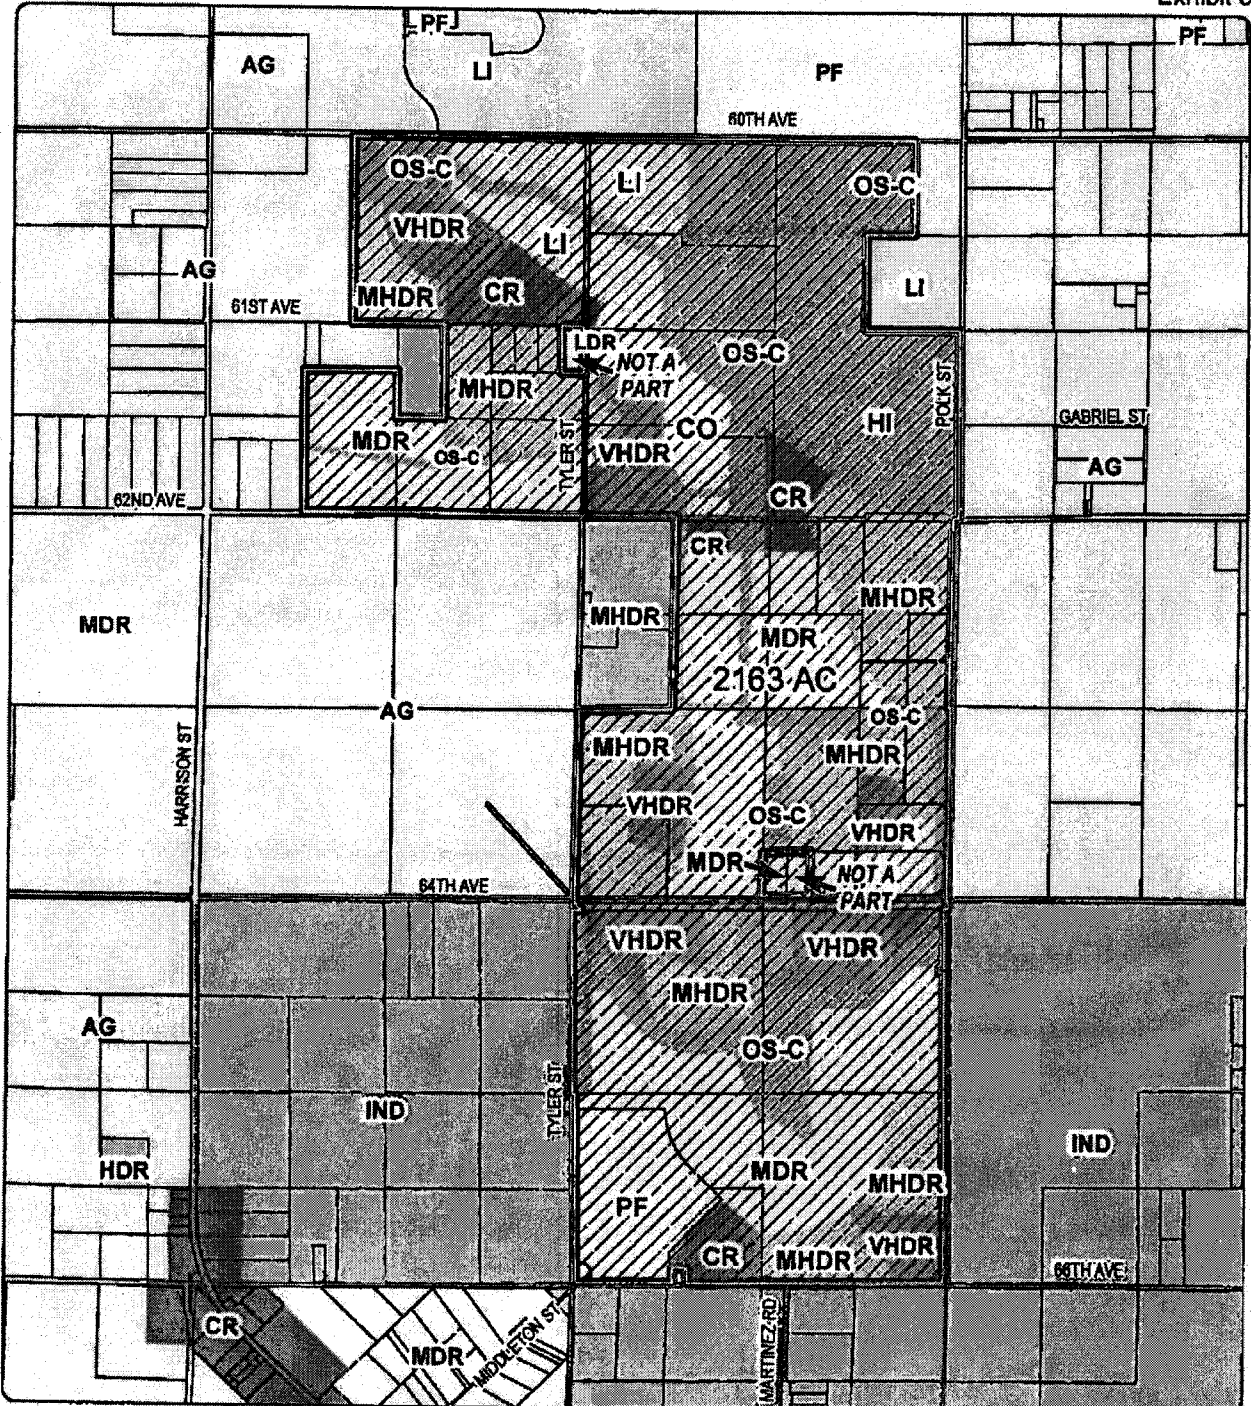 PF
AG
LI
PF
PF
60TH AVE
OS-C
LI
OS-C
VHDR
LI
AG
LI
MHDR
CR
61ST AVE
LDR
NOT A
PART
OS-C
MHDR
POLK ST
CO
HI
GABRIEL ST
MDR
OS-C
TYLER ST
VHDR
AG
CR
62ND AVE
CR
MHDR
MHDR
MDR
MDR
2163 AC
AG
OS-C
MHDR
MHDR
HARRISON ST
VHDR
OS-C
VHDR
MDR
NOT A
PART
64TH AVE
VHDR
VHDR
MHDR
AG
OS-C
TYLER ST
IND
IND
HDR
MDR
MHDR
PF
CR
MHDR
VHDR
66TH AVE
CR
MDR
MIDDLETON ST
MARTINEZ RD